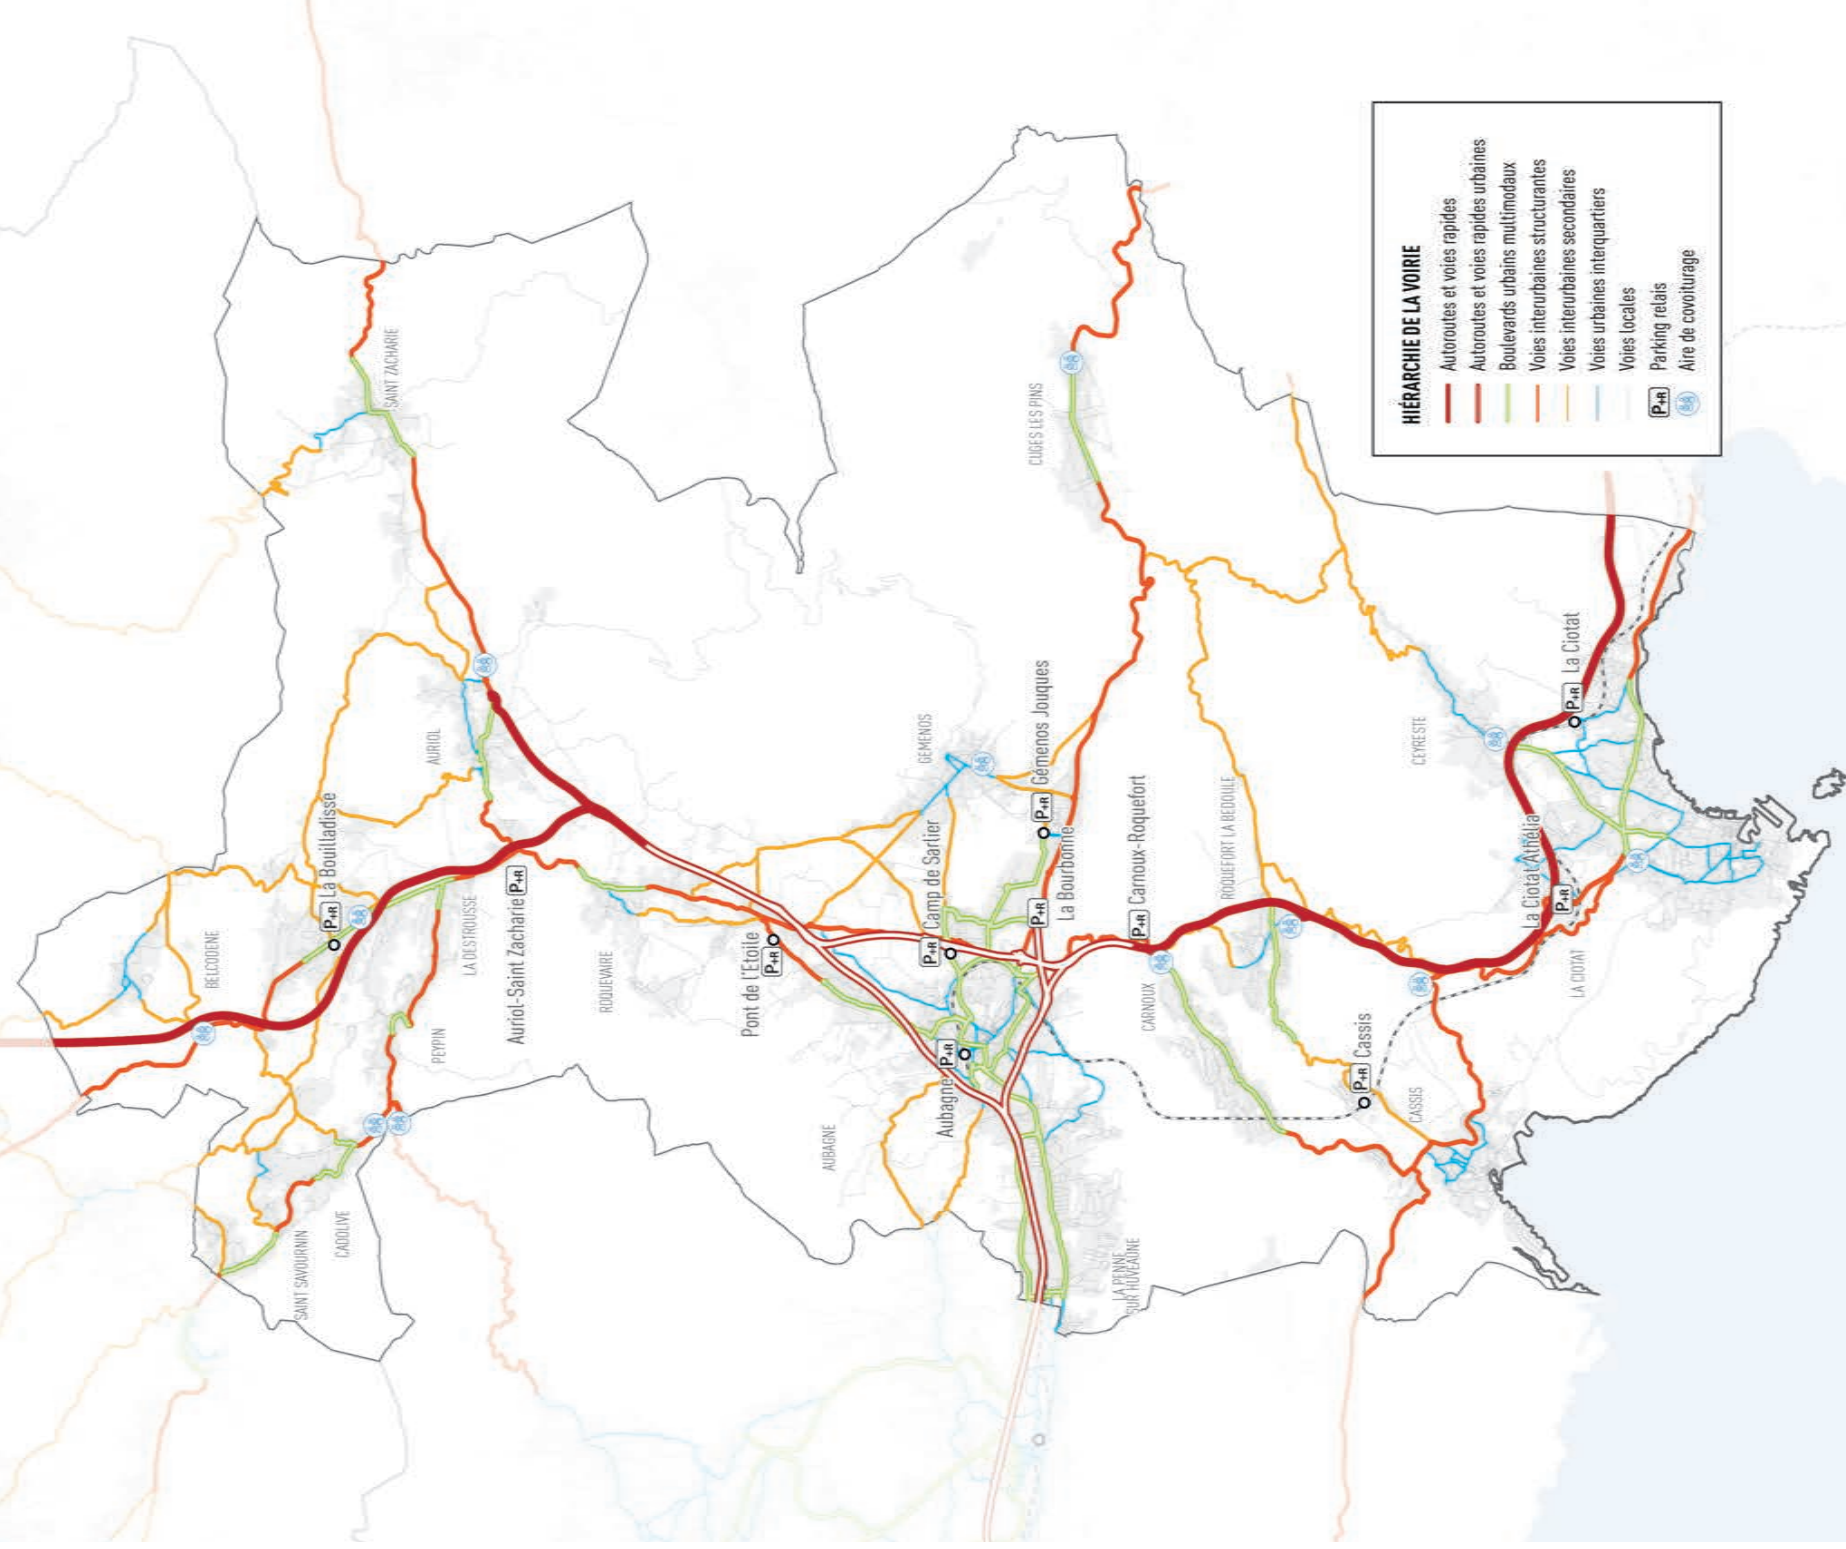 HIÉRARCHIE DE LA VOIRIE
Autoroutes et voies rapides
Autoroutes et voies rapides urbaines
Boulevards urbains multimodaux
Voies interurbaines structurantes
Voies interurbaines secondaires
Voies urbaines interquartiers
Voies locales
P+R Parking relais
Aire de covoiturage
SAINT ZACHARIE
CUGES LES PINS
AURIOL
P+R La Bouilladisse
BELCODENE
LA DESTROUSSE
Auriol-Saint Zacharie P+R
ROQUEVAIRE
PEYPIN
CADOLIVE
SAINT SAVOURNIN
Pont de l'Etoile
P+R
GEMENOS
P+R Gémenos Jouques
P+R Camp de Sarlier
P+R La Bourbonne
P+R Carnoux-Roquefort
Aubagne P+R
AUBAGNE
LA PENNE
SUR HUVEAUNE
CARNOUX
ROQUEFORT LA BEDOULE
P+R Cassis
CASSIS
CEYRESTE
P+R La Ciotat
La Ciotat Athélia
P+R
LA CIOTAT